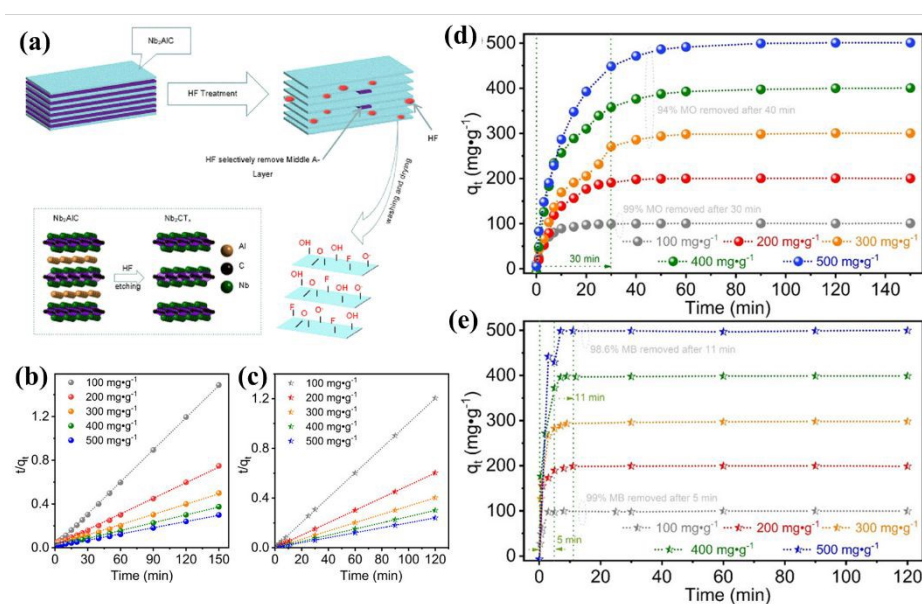 (a)
Nb₂AlC
HF Treatment
HF selectively remove Middle A-
Layer
HF
washing and drying
Nb₂AlC
Nb₂CTₓ
HF
etching
Al
C
Nb
OH
O
F
O⁻
OH
O⁻
F
OH
O
O⁻
F
OH
(b)
100 mg•g⁻¹
200 mg•g⁻¹
300 mg•g⁻¹
400 mg•g⁻¹
500 mg•g⁻¹
t/qₜ
1.2
0.8
0.4
0.0
0 30 60 90 120 150
Time (min)
(c)
100 mg•g⁻¹
200 mg•g⁻¹
300 mg•g⁻¹
400 mg•g⁻¹
500 mg•g⁻¹
t/qₜ
1.2
0.8
0.4
0.0
0 20 40 60 80 100 120
Time (min)
(d)
qₜ (mg•g⁻¹)
500
400
300
200
100
0
94% MO removed after 40 min
99% MO removed after 30 min
100 mg•g⁻¹ 200 mg•g⁻¹ 300 mg•g⁻¹
400 mg•g⁻¹ 500 mg•g⁻¹
30 min
0 20 40 60 80 100 120 140
Time (min)
(e)
qₜ (mg•g⁻¹)
500
400
300
200
100
0
98.6% MB removed after 11 min
11 min
99% MB removed after 5 min
100 mg•g⁻¹ 200 mg•g⁻¹ 300 mg•g⁻¹
400 mg•g⁻¹ 500 mg•g⁻¹
5 min
0 20 40 60 80 100 120
Time (min)